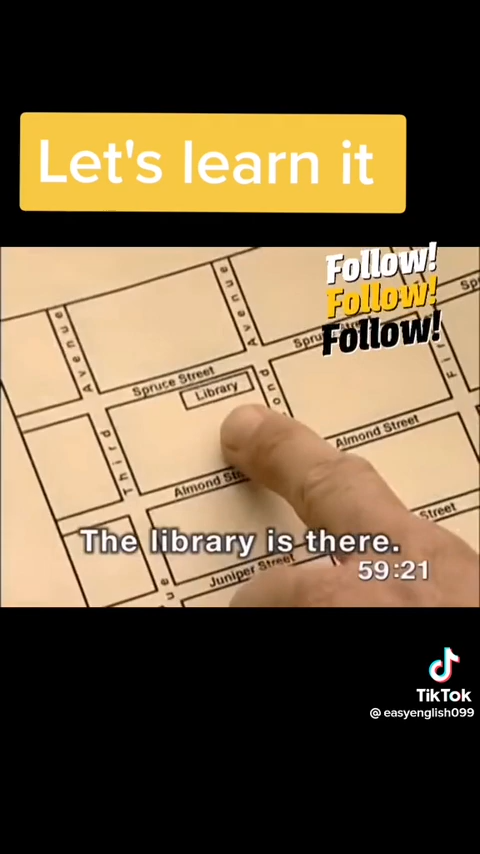 Let's learn it
Follow!
Follow!
Follow!
Avenue
Avenue
Spruce Street
Library
Third
Almond Street
Almond
Juniper Street
Street
The library is there.
59:21
TikTok
@easyenglish099